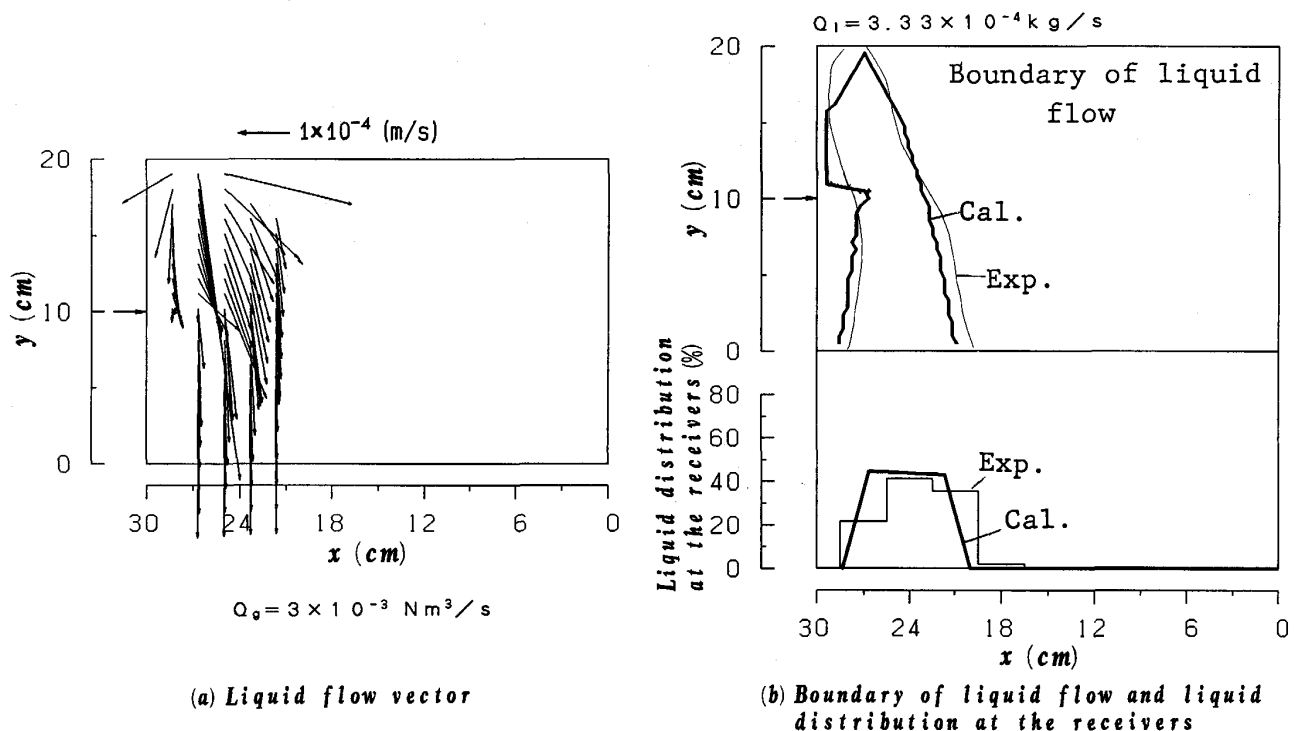 1×10⁻⁴ (m/s)
20
10
0
y (cm)
30
24
18
12
6
0
x (cm)
Q_g = 3 × 10⁻³ Nm³/s
(a) Liquid flow vector
Q_l = 3.33 × 10⁻⁴ kg/s
Boundary of liquid
flow
20
10
0
y (cm)
Cal.
Exp.
Liquid distribution
at the receivers (%)
80
60
40
20
0
Exp.
Cal.
30
24
18
12
6
0
x (cm)
(b) Boundary of liquid flow and liquid
distribution at the receivers